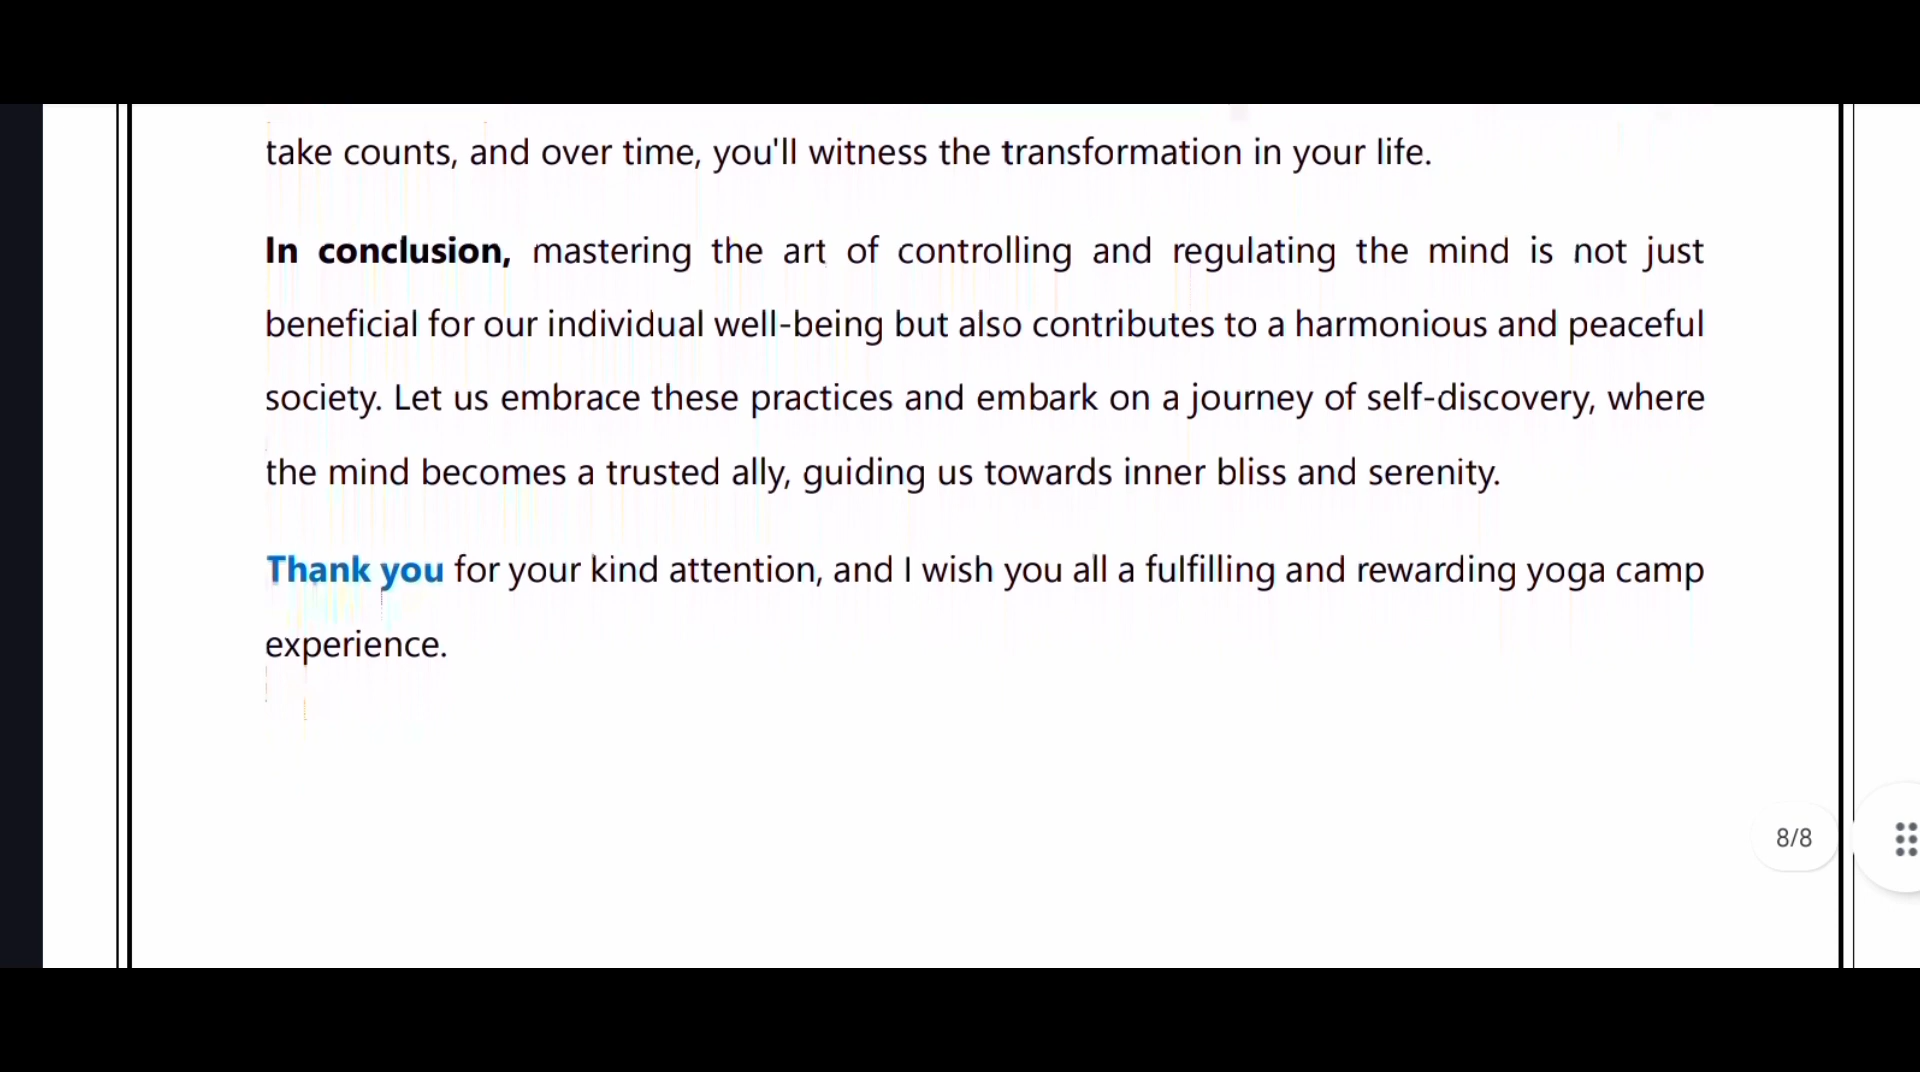 take counts, and over time, you'll witness the transformation in your life.
In conclusion, mastering the art of controlling and regulating the mind is not just
beneficial for our individual well-being but also contributes to a harmonious and peaceful
society. Let us embrace these practices and embark on a journey of self-discovery, where
the mind becomes a trusted ally, guiding us towards inner bliss and serenity.
Thank you for your kind attention, and I wish you all a fulfilling and rewarding yoga camp
experience.
8/8